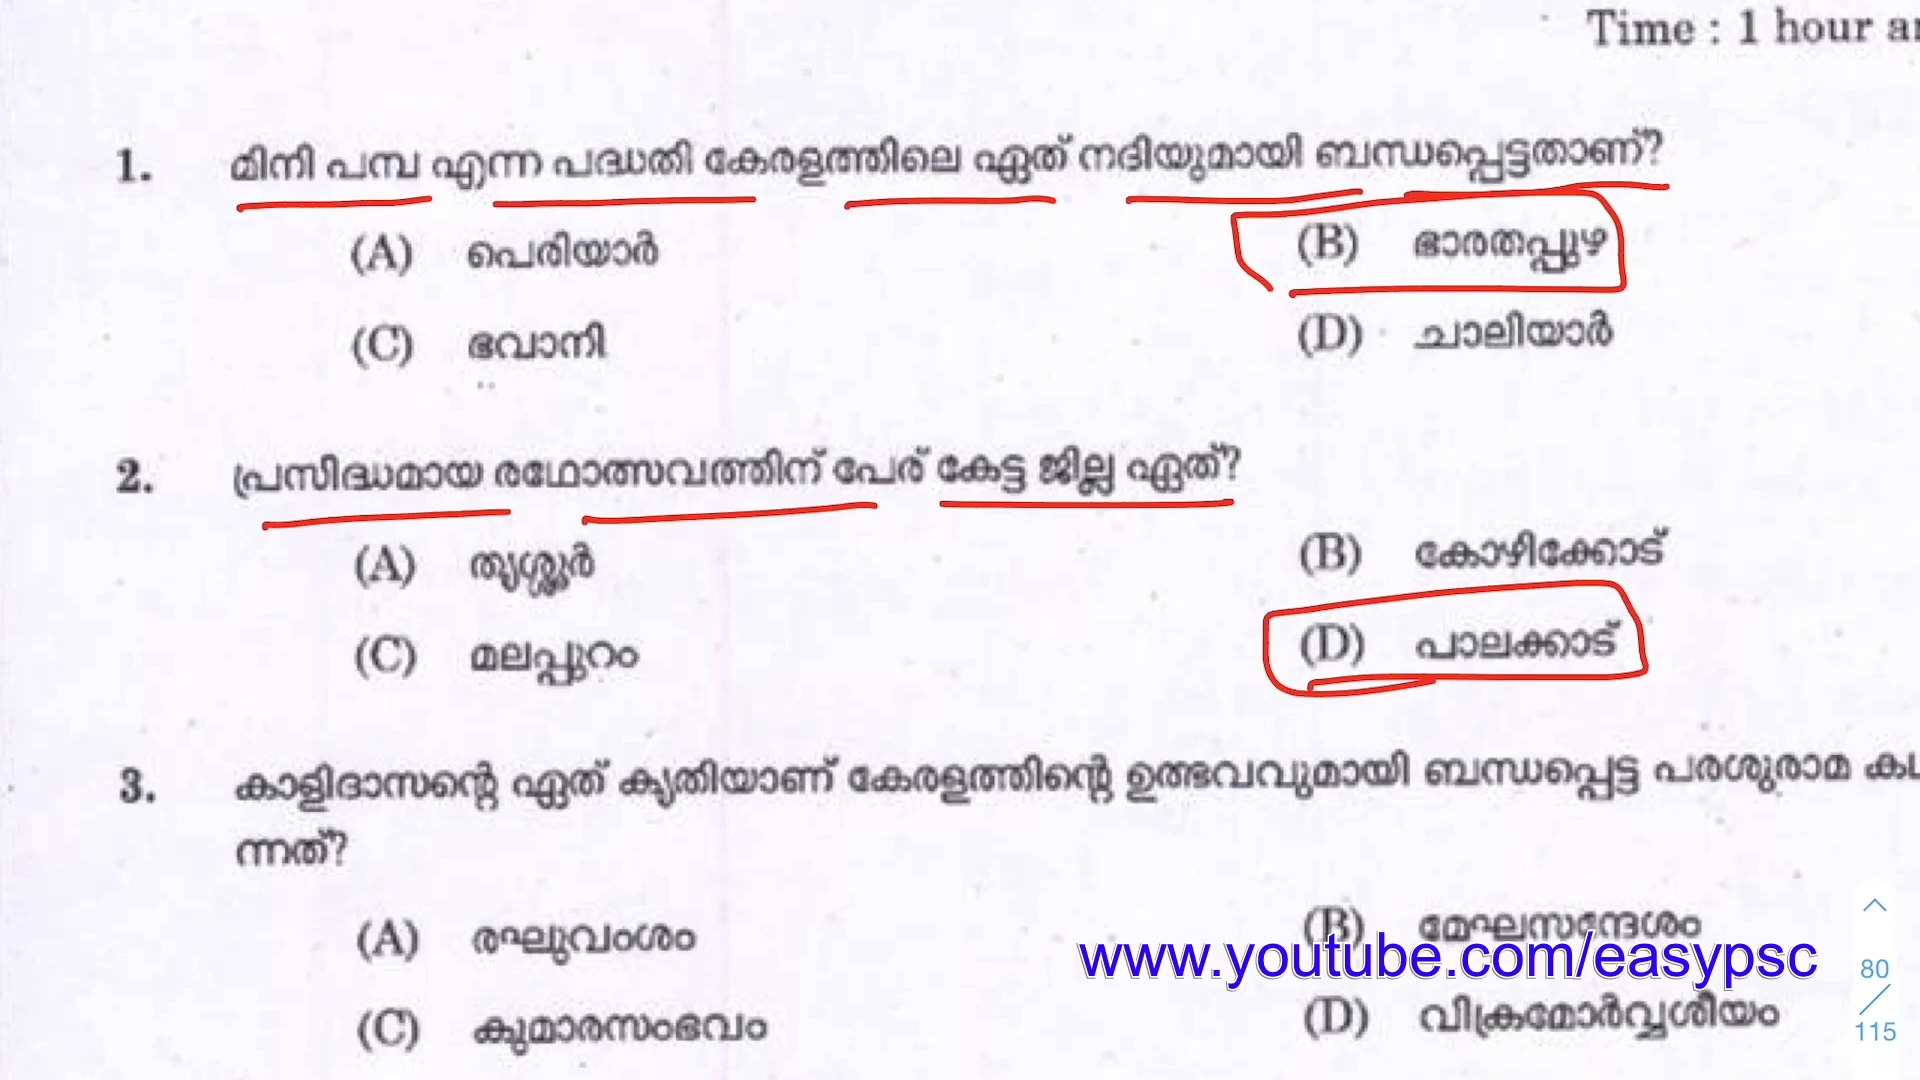 Time : 1 hour
1. മിനി പമ്പ എന്ന പദ്ധതി കേരളത്തിലെ ഏത് നദിയുമായി ബന്ധപ്പെട്ടതാണ്?
(A) പെരിയാർ (B) ഭാരതപ്പുഴ
(C) ഭവാനി (D) ചാലിയാർ
2. പ്രസിദ്ധമായ രഥോത്സവത്തിന് പേര് കേട്ട ജില്ല ഏത്?
(A) തൃശ്ശൂർ (B) കോഴിക്കോട്
(C) മലപ്പുറം (D) പാലക്കാട്
3. കാളിദാസന്റെ ഏത് കൃതിയാണ് കേരളത്തിന്റെ ഉത്ഭവവുമായി ബന്ധപ്പെട്ട പരശുരാമ
ന്നത്?
(A) രഘുവംശം (B) മേഘസന്ദേശം
www.youtube.com/easypsc
(C) കുമാരസംഭവം (D) വിക്രമോർവ്വശീയം
80
115